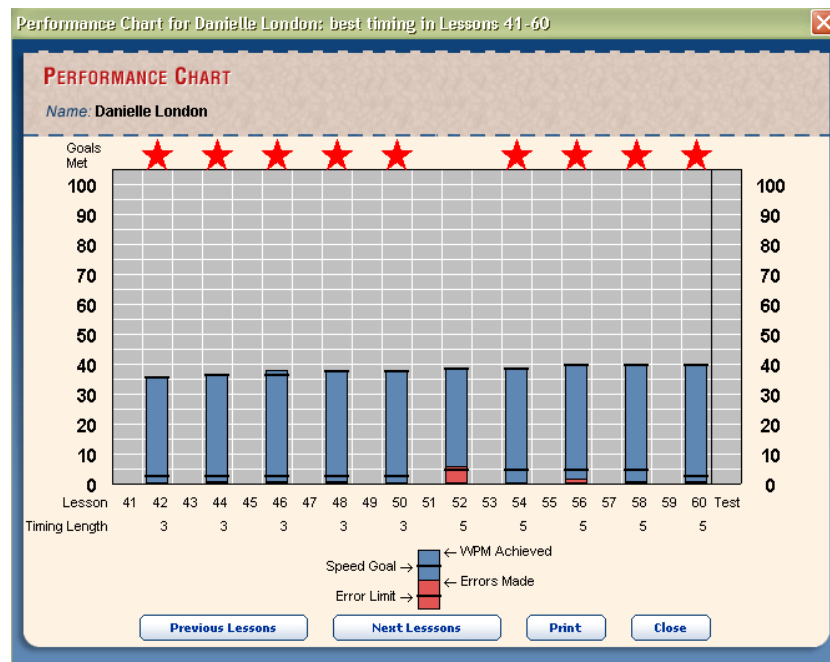 Performance Chart for Danielle London: best timing in Lessons 41-60
PERFORMANCE CHART
Name: Danielle London
Goals
Met
100 100
90 90
80 80
70 70
60 60
50 50
40 40
30 30
20 20
10 10
0 0
Lesson 41 42 43 44 45 46 47 48 49 50 51 52 53 54 55 56 57 58 59 60 Test
Timing Length 3 3 3 3 3 5 5 5 5 5
WPM Achieved
Speed Goal
Errors Made
Error Limit
Previous Lessons Next Lesssons Print Close